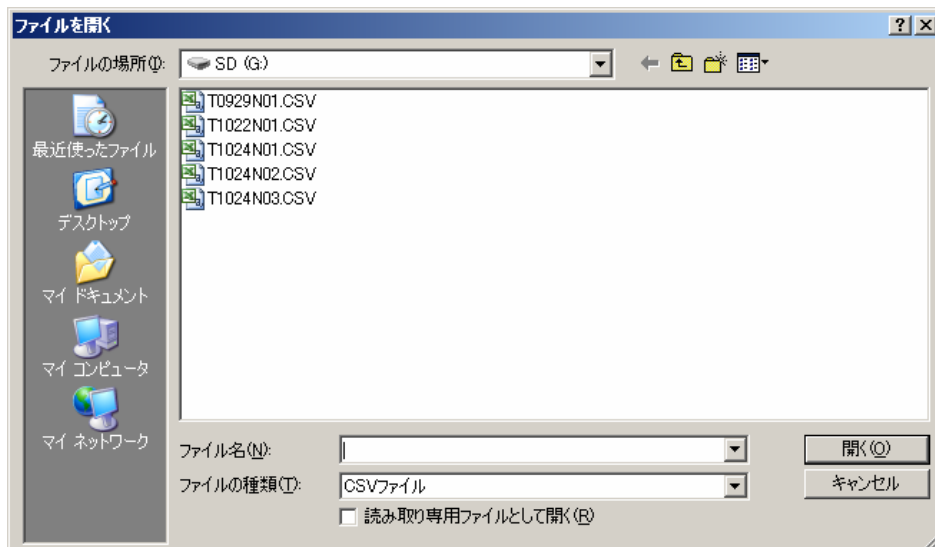 ファイルを開く
ファイルの場所(I):
SD (G:)
T0929N01.CSV
T1022N01.CSV
T1024N01.CSV
T1024N02.CSV
T1024N03.CSV
最近使ったファイル
デスクトップ
マイ ドキュメント
マイ コンピュータ
マイ ネットワーク
ファイル名(N):
開く(O)
ファイルの種類(T):
CSVファイル
キャンセル
読み取り専用ファイルとして開く(R)